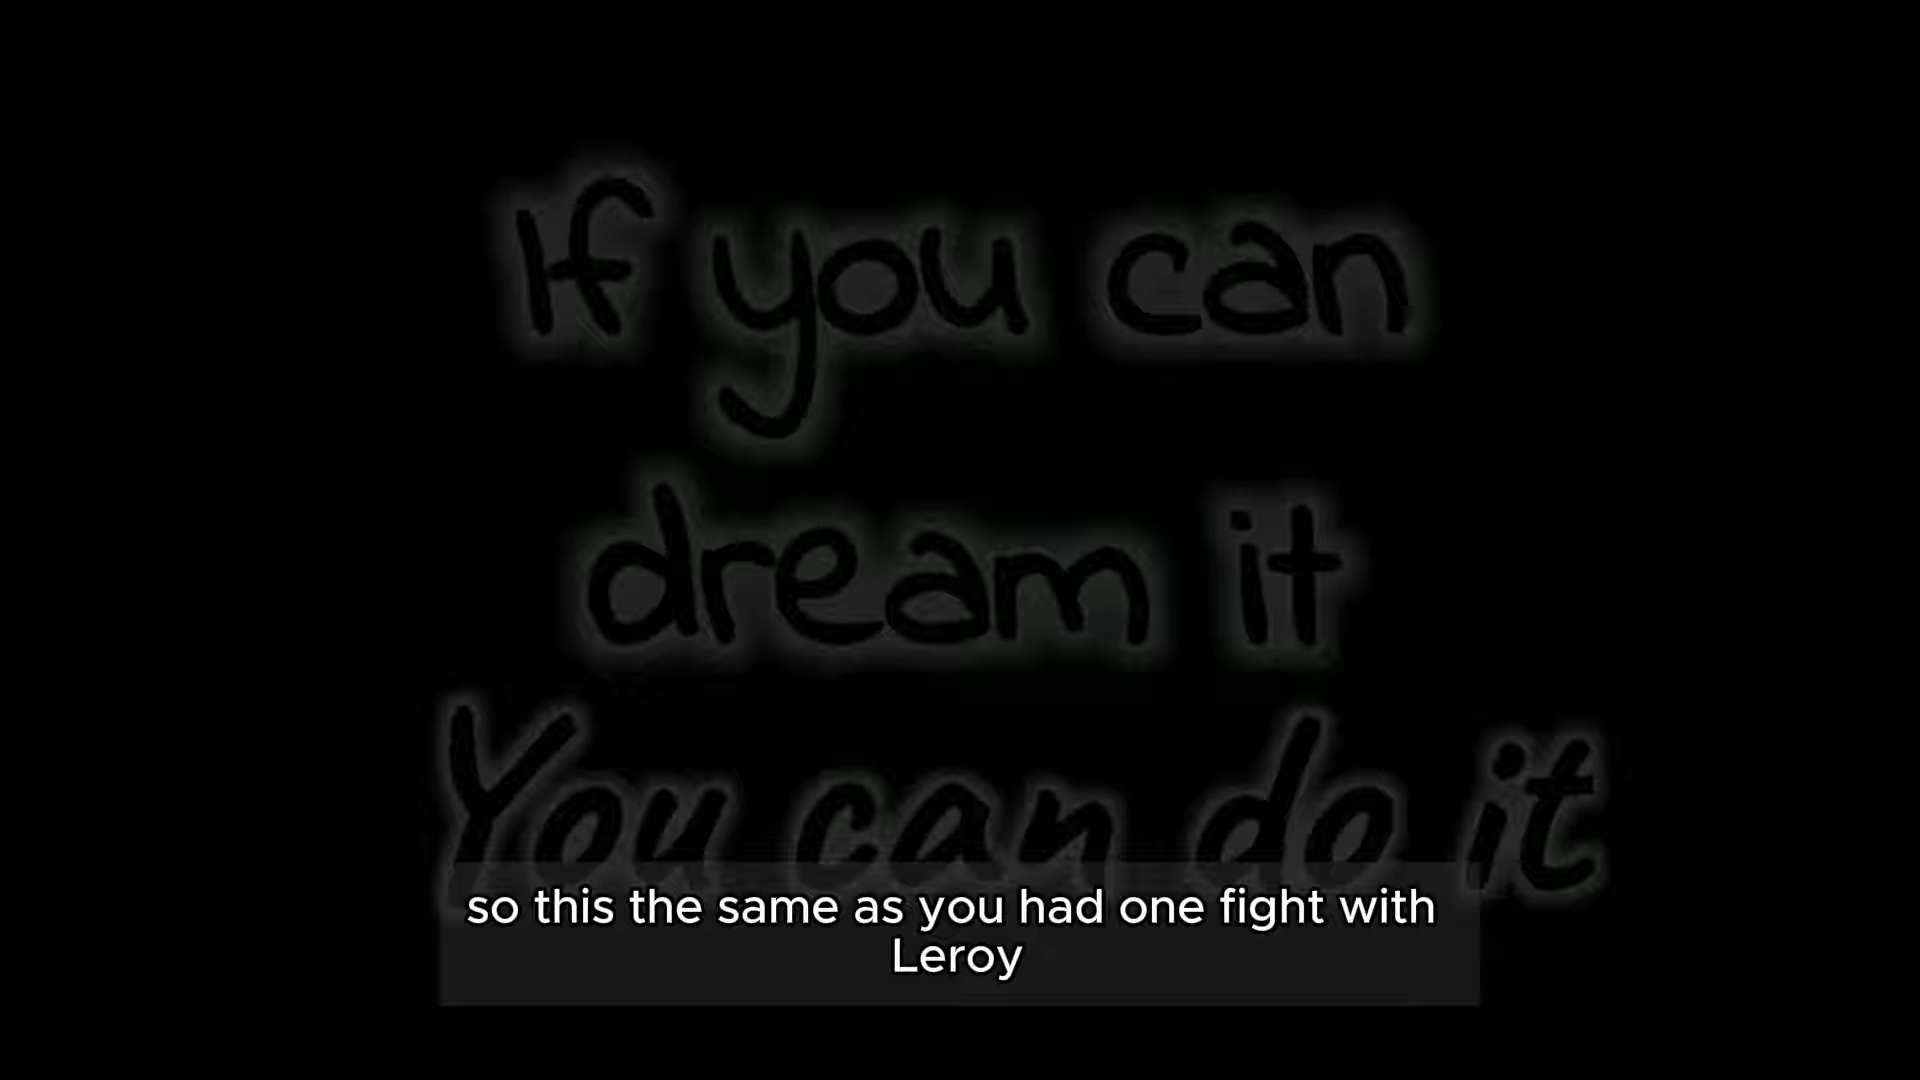 If you can
dream it
You can do it
so this the same as you had one fight with
Leroy